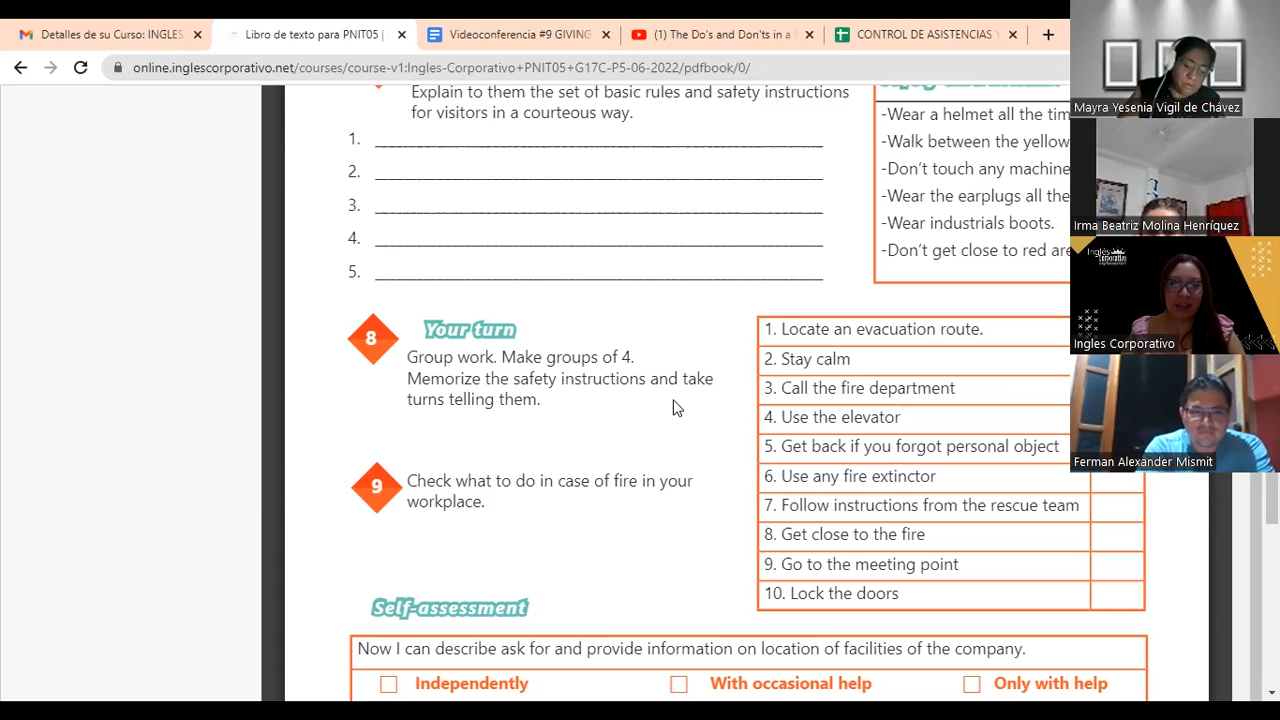 Detalles de su Curso: INGLES
Libro de texto para PNIT05 |
Videoconferencia #9 GIVING
(1) The Do's and Don'ts in a
CONTROL DE ASISTENCIAS
online.inglescorporativo.net/courses/course-v1:Ingles-Corporativo+PNIT05+G17C-P5-06-2022/pdfbook/0/
Explain to them the set of basic rules and safety instructions
for visitors in a courteous way.
1.
2.
3.
4.
5.
-Wear a helmet all the tim
-Walk between the yellow
-Don't touch any machine
-Wear the earplugs all the
-Wear industrials boots.
-Don't get close to red are
8
Your turn
Group work. Make groups of 4.
Memorize the safety instructions and take
turns telling them.
9
Check what to do in case of fire in your
workplace.
1. Locate an evacuation route.
2. Stay calm
3. Call the fire department
4. Use the elevator
5. Get back if you forgot personal object
6. Use any fire extinctor
7. Follow instructions from the rescue team
8. Get close to the fire
9. Go to the meeting point
10. Lock the doors
Self-assessment
Now I can describe ask for and provide information on location of facilities of the company.
Independently
With occasional help
Only with help
Mayra Yesenia Vigil de Chávez
Irma Beatriz Molina Henríquez
Inglés
Corporativo
Ingles Corporativo
Ferman Alexander Mismit